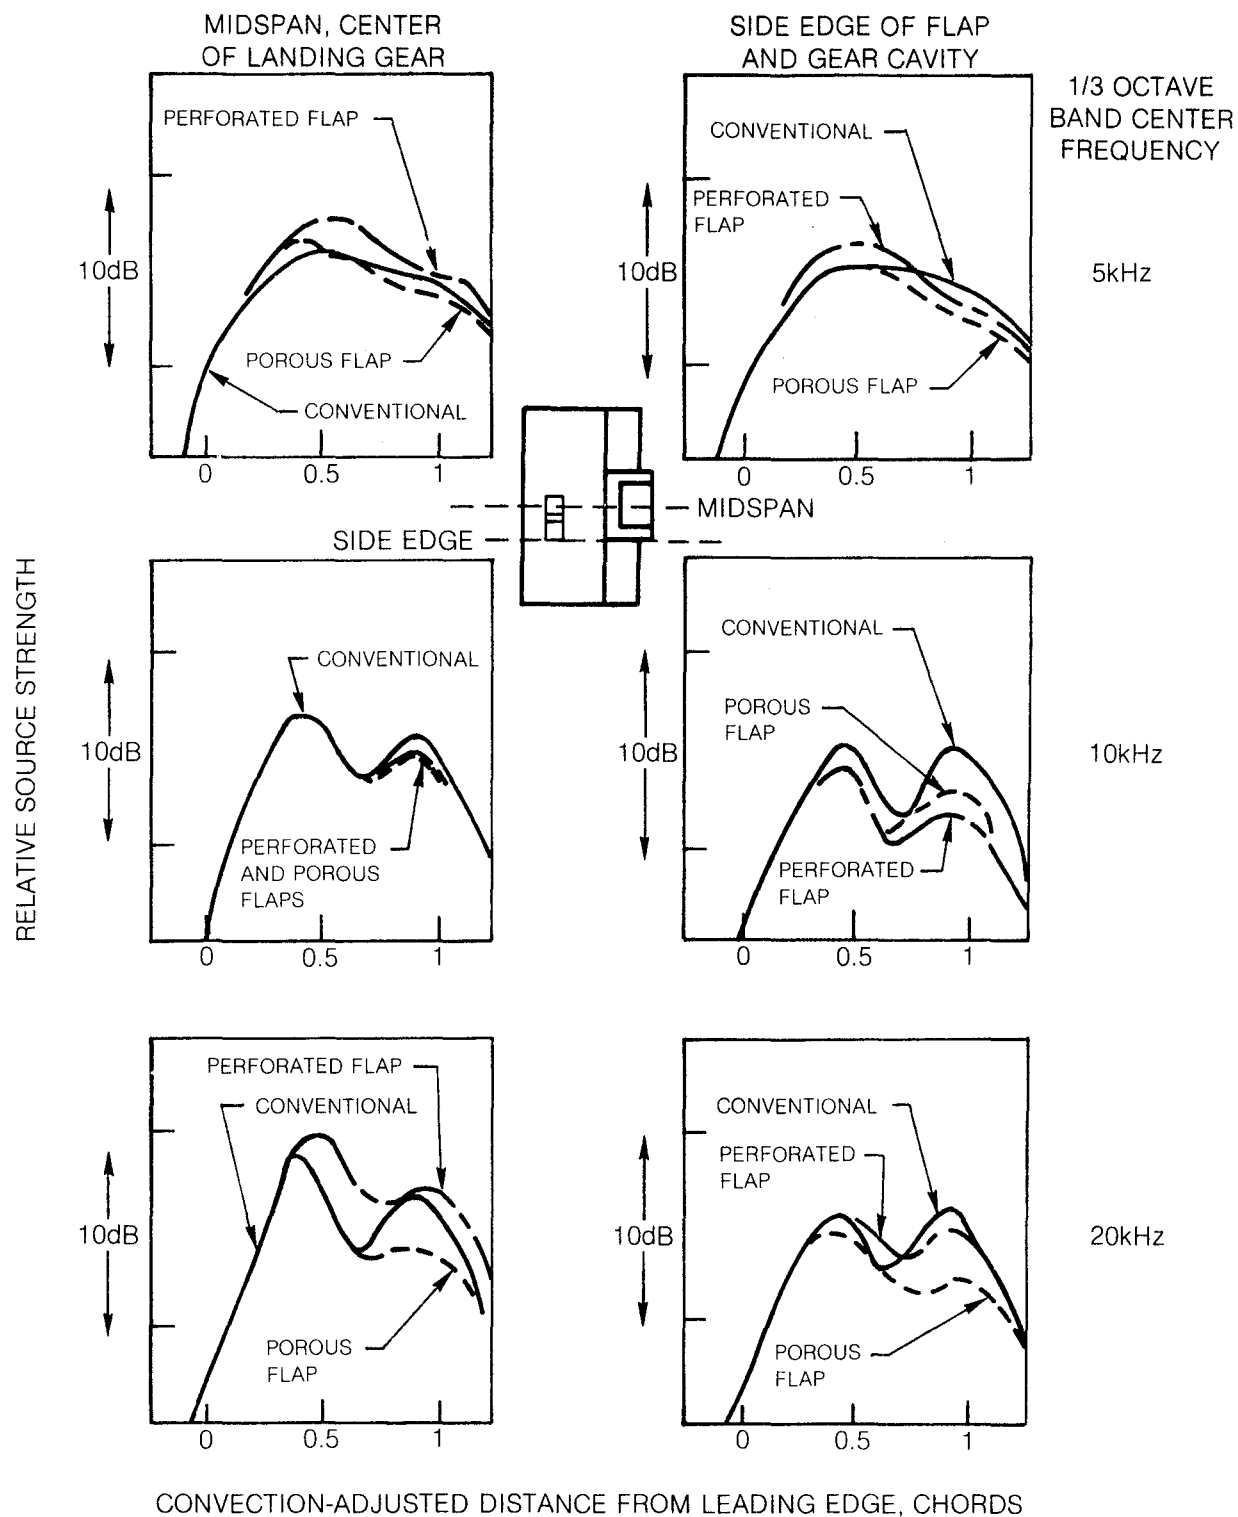 MIDSPAN, CENTER
OF LANDING GEAR
SIDE EDGE OF FLAP
AND GEAR CAVITY
1/3 OCTAVE
BAND CENTER
FREQUENCY
PERFORATED FLAP
10dB
POROUS FLAP
CONVENTIONAL
0 0.5 1
CONVENTIONAL
PERFORATED
FLAP
10dB
POROUS FLAP
0 0.5 1
5kHz
MIDSPAN
SIDE EDGE
RELATIVE SOURCE STRENGTH
CONVENTIONAL
10dB
PERFORATED
AND POROUS
FLAPS
0 0.5 1
CONVENTIONAL
POROUS
FLAP
10dB
PERFORATED
FLAP
0 0.5 1
10kHz
PERFORATED FLAP
CONVENTIONAL
10dB
POROUS
FLAP
0 0.5 1
CONVENTIONAL
PERFORATED
FLAP
10dB
POROUS
FLAP
0 0.5 1
20kHz
CONVECTION-ADJUSTED DISTANCE FROM LEADING EDGE, CHORDS